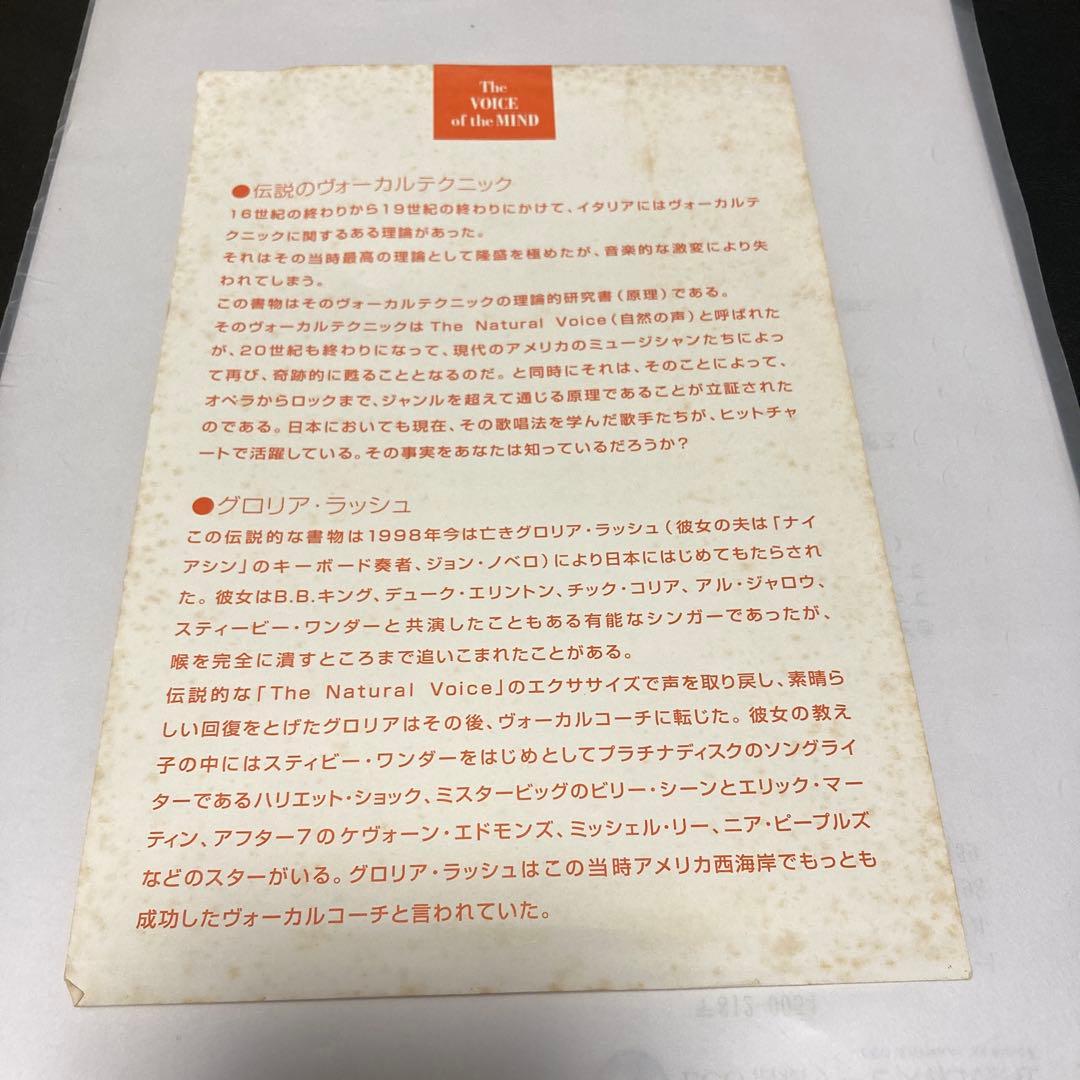 The
VOICE
of the MIND
●伝説のヴォーカルテクニック
16世紀の終わりから19世紀の終わりにかけて、イタリアにはヴォーカルテ
クニックに関するある理論があった。
それはその当時最高の理論として隆盛を極めたが、音楽的な激変により失
われてしまう。
この書物はそのヴォーカルテクニックの理論的研究書（原理）である。
そのヴォーカルテクニックは The Natural Voice（自然の声）と呼ばれた
が、20世紀も終わりになって、現代のアメリカのミュージシャンたちによっ
て再び、奇跡的に甦ることとなるのだ。と同時にそれは、そのことによって、
オペラからロックまで、ジャンルを超えて通じる原理であることが立証された
のである。日本においても現在、その歌唱法を学んだ歌手たちが、ヒットチャ
ートで活躍している。その事実をあなたは知っているだろうか？
●グロリア・ラッシュ
この伝説的な書物は1998年今は亡きグロリア・ラッシュ（彼女の夫は「ナイ
アシン」のキーボード奏者、ジョン・ノベロ）により日本にはじめてもたらされ
た。彼女はB.B.キング、デューク・エリントン、チック・コリア、アル・ジャロウ、
スティービー・ワンダーと共演したこともある有能なシンガーであったが、
喉を完全に潰すところまで追いこまれたことがある。
伝説的な「The Natural Voice」のエクササイズで声を取り戻し、素晴ら
しい回復をとげたグロリアはその後、ヴォーカルコーチに転じた。彼女の教え
子の中にはスティビー・ワンダーをはじめとしてプラチナディスクのソングライ
ターであるハリエット・ショック、ミスタービッグのビリー・シーンとエリック・マー
ティン、アフター7のケヴォーン・エドモンズ、ミッシェル・リー、ニア・ピープルズ
などのスターがいる。グロリア・ラッシュはこの当時アメリカ西海岸でもっとも
成功したヴォーカルコーチと言われていた。